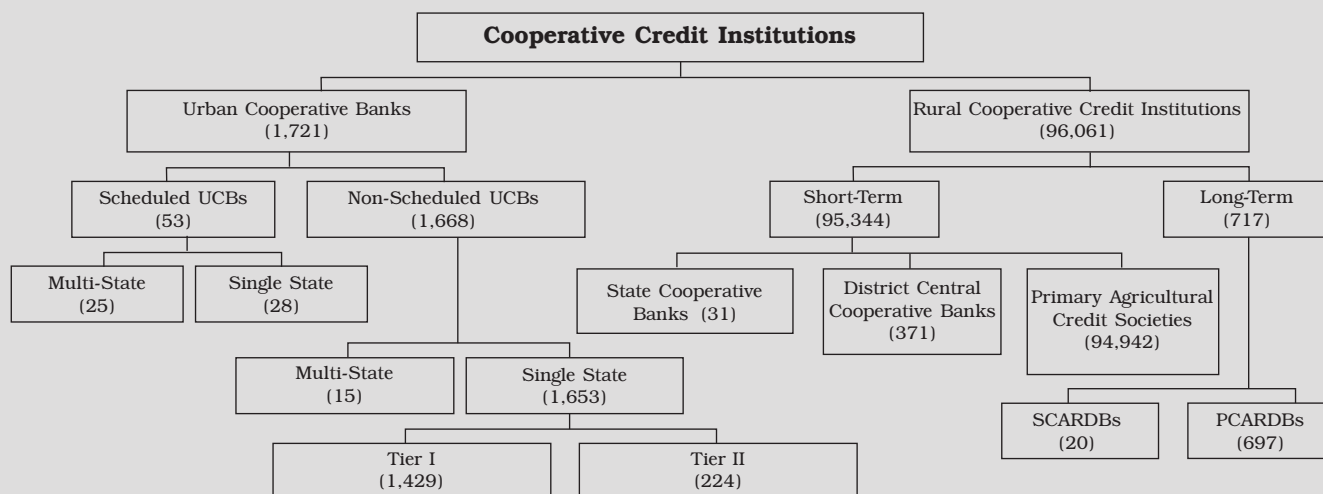 Cooperative Credit Institutions
Urban Cooperative Banks
(1,721)
Rural Cooperative Credit Institutions
(96,061)
Scheduled UCBs
(53)
Non-Scheduled UCBs
(1,668)
Short-Term
(95,344)
Long-Term
(717)
Multi-State
(25)
Single State
(28)
State Cooperative
Banks (31)
District Central
Cooperative Banks
(371)
Primary Agricultural
Credit Societies
(94,942)
Multi-State
(15)
Single State
(1,653)
SCARDBs
(20)
PCARDBs
(697)
Tier I
(1,429)
Tier II
(224)